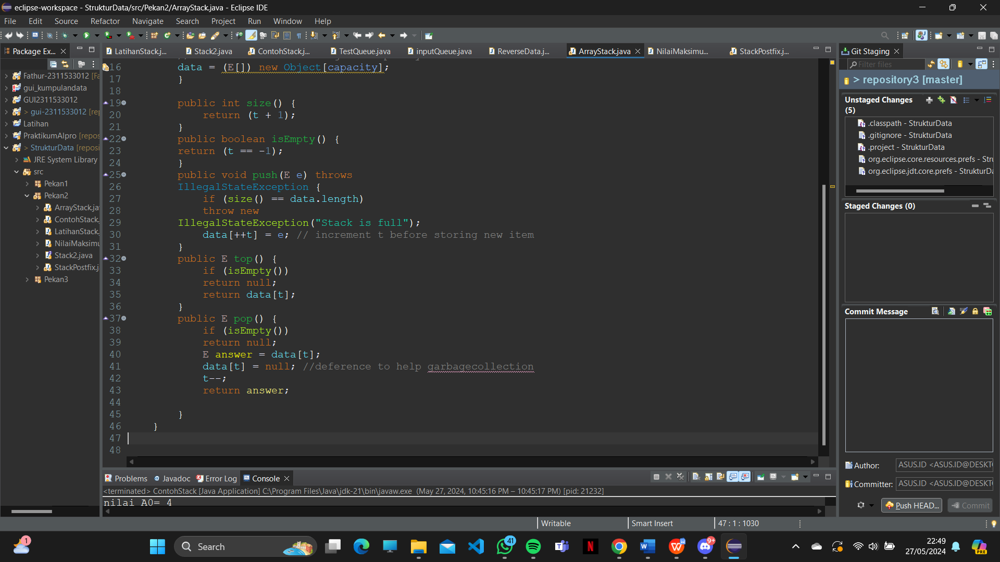 eclipse-workspace - StrukturData/src/Pekan2/ArrayStack.java - Eclipse IDE
File Edit Source Refactor Navigate Search Project Run Window Help
Package Ex...
LatihanStack.j... Stack2.java ContohStack.j... TestQueue.java inputQueue.java ReverseData.j... ArrayStack.java NilaiMaksimu... StackPostfix.j...
Git Staging
Filter files
> repository3 [master]
Unstaged Changes
(5)
.classpath - StrukturData
.gitignore - StrukturData
.project - StrukturData
org.eclipse.core.resources.prefs - Stru
org.eclipse.jdt.core.prefs - StrukturDa
Staged Changes (0)
Commit Message
Author: ASUS.ID <ASUS.ID@DESKT
Committer: ASUS.ID <ASUS.ID@DESKT
Push HEAD... Commit
Fathur-2311533012 [Fa
gui_kumpulandata
GUI2311533012
> gui-2311533012 [rep
Latihan
PraktikumAlpro [repos
> StrukturData [reposi
JRE System Library
src
Pekan1
Pekan2
ArrayStack.ja
ContohStack.
LatihanStack.
NilaiMaksimu
Stack2.java
StackPostfix.j
Pekan3
16 data = (E[]) new Object[capacity];
17 }
18
19 public int size() {
20 return (t + 1);
21 }
22 public boolean isEmpty() {
23 return (t == -1);
24 }
25 public void push(E e) throws
26 IllegalStateException {
27 if (size() == data.length)
28 throw new
29 IllegalStateException("Stack is full");
30 data[++t] = e; // increment t before storing new item
31 }
32 public E top() {
33 if (isEmpty())
34 return null;
35 return data[t];
36 }
37 public E pop() {
38 if (isEmpty())
39 return null;
40 E answer = data[t];
41 data[t] = null; //deference to help garbagecollection
42 t--;
43 return answer;
44
45 }
46 }
47
48
Problems Javadoc Error Log Console
<terminated> ContohStack [Java Application] C:\Program Files\Java\jdk-21\bin\javaw.exe (May 27, 2024, 10:45:16 PM – 10:45:17 PM) [pid: 21232]
nilai A0= 4
Writable Smart Insert 47 : 1 : 1030
1
Search
41
9+
22:49
27/05/2024
PRE